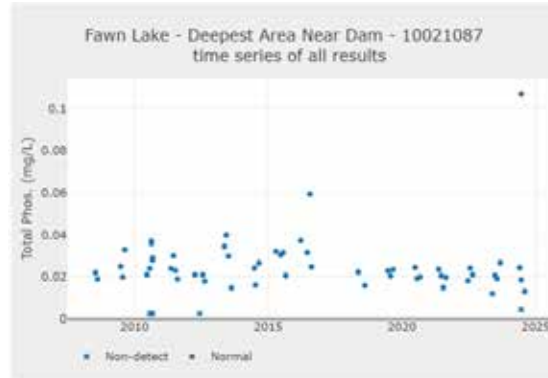 Fawn Lake - Deepest Area Near Dam - 10021087
time series of all results
Total Phos. (mg/L)
0.1
0.08
0.06
0.04
0.02
0
2010 2015 2020 2025
Non-detect Normal